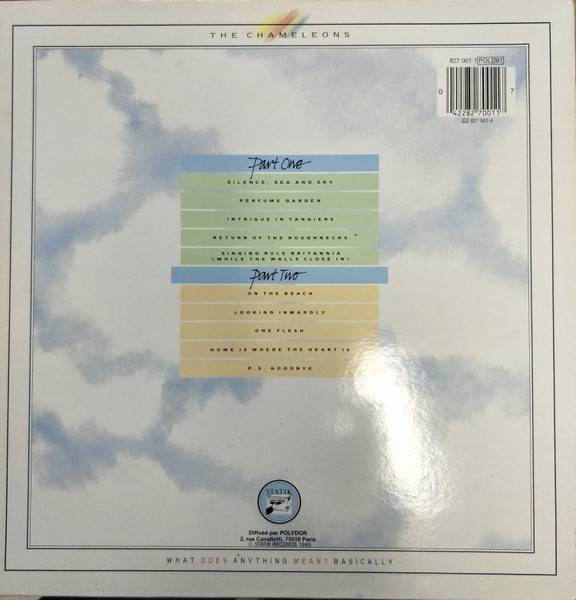 THE CHAMELEONS
827 001-1 POL 281
0 42282 70011 7
827 001-4
Part One
SILENCE, SEA AND SKY
PERFUME GARDEN
INTRIGUE IN TANGIERS
RETURN OF THE ROUGHNECKS
SINGING RULE BRITANNIA
(WHILE THE WALLS CLOSE IN)
Part Two
ON THE BEACH
LOOKING INWARDLY
ONE FLESH
HOME IS WHERE THE HEART IS
P.S. GOODBYE
STATIK
Diffusé par POLYDOR
2, rue Cavallotti, 75018 Paris
© STATIK RECORDS 1985
WHAT DOES ANYTHING MEAN? BASICALLY